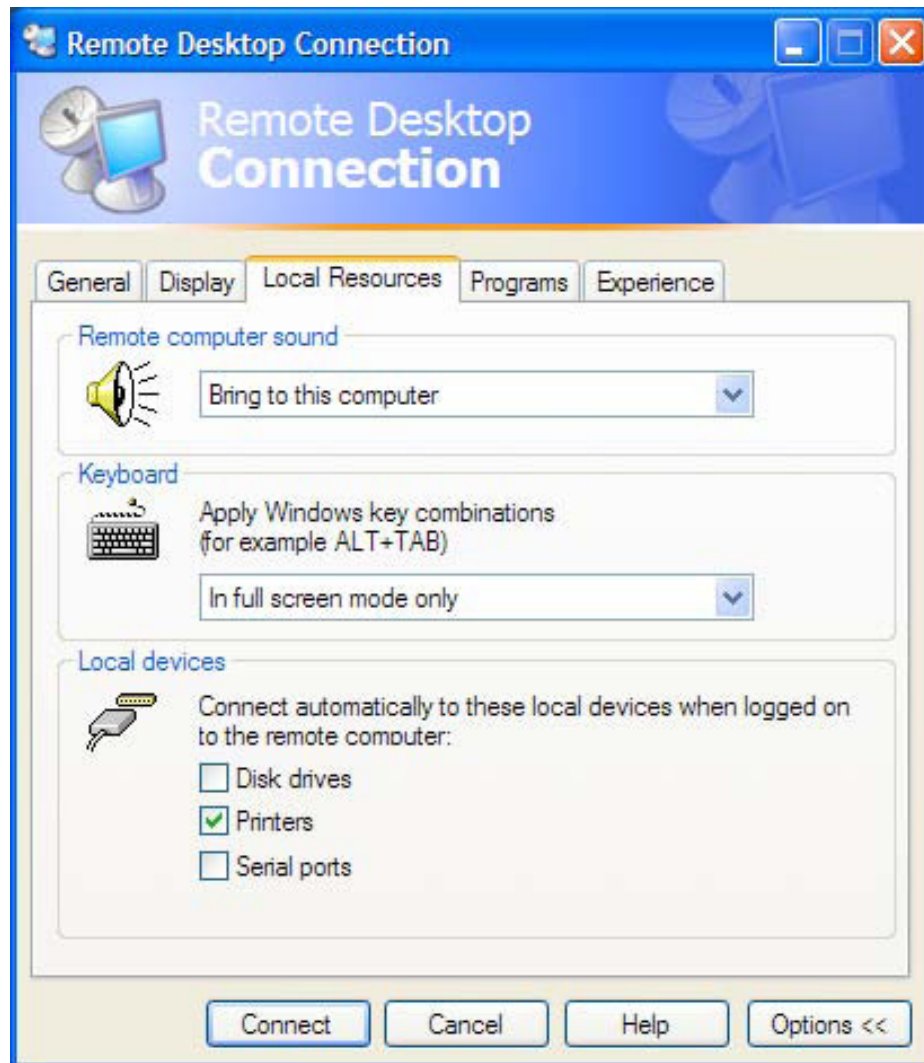 Remote Desktop Connection
Remote Desktop
Connection
General Display Local Resources Programs Experience
Remote computer sound
Bring to this computer
Keyboard
Apply Windows key combinations
(for example ALT+TAB)
In full screen mode only
Local devices
Connect automatically to these local devices when logged on
to the remote computer:
Disk drives
Printers
Serial ports
Connect Cancel Help Options <<